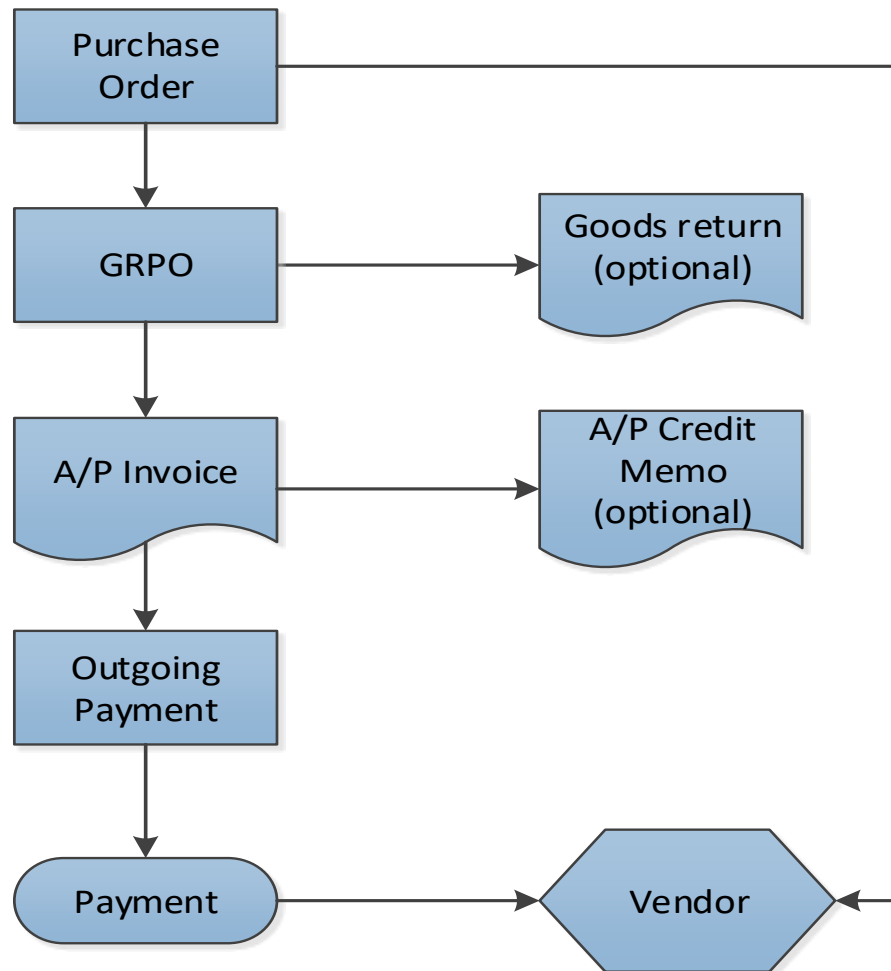 Purchase
Order
GRPO
Goods return
(optional)
A/P Invoice
A/P Credit
Memo
(optional)
Outgoing
Payment
Payment
Vendor